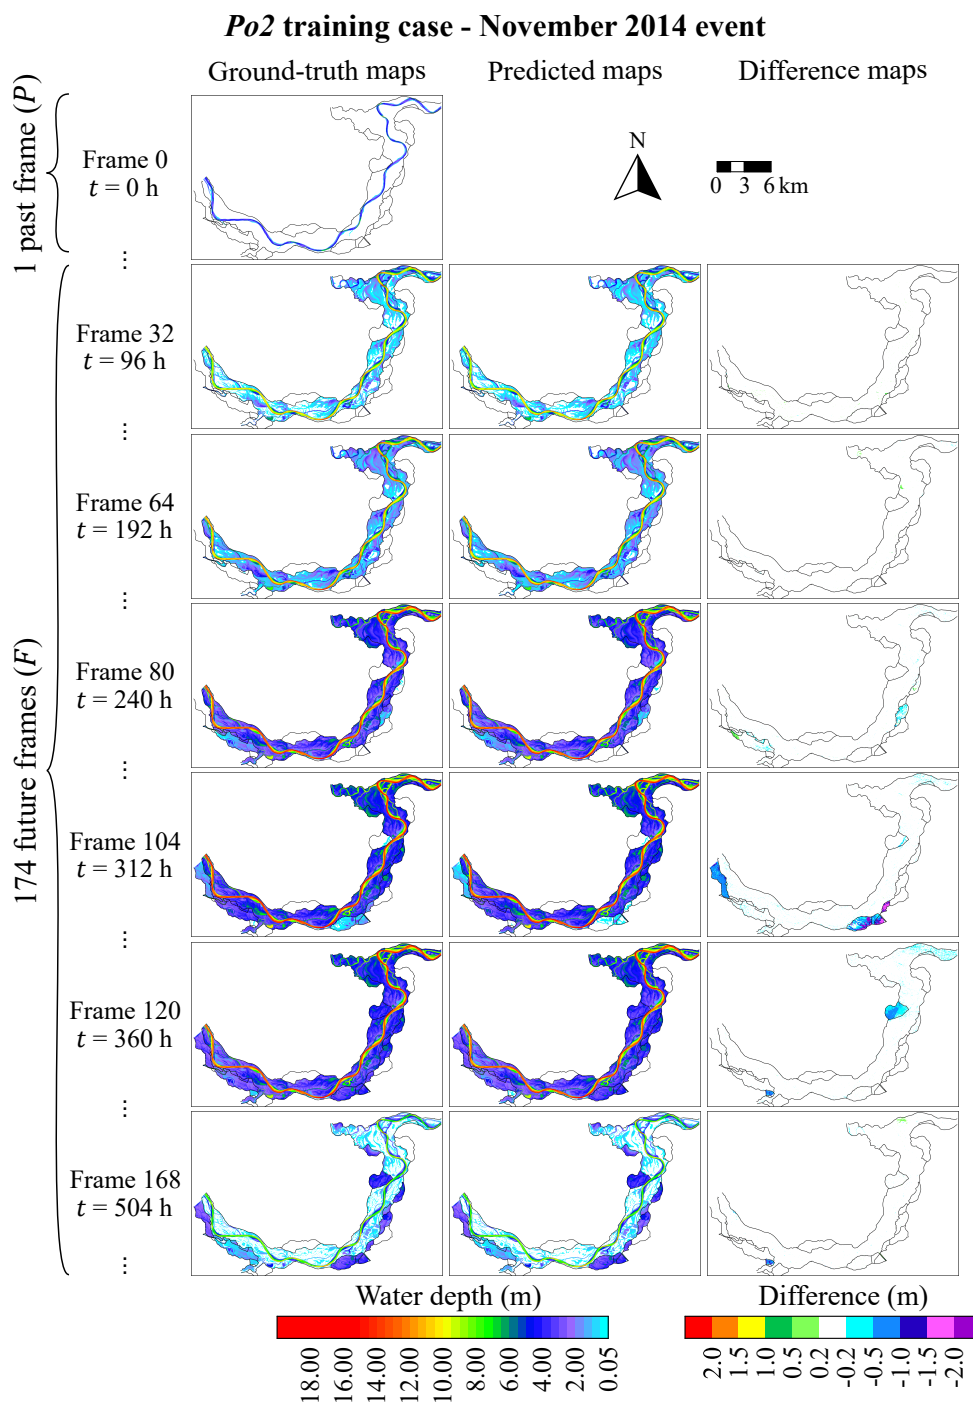 Po2 training case - November 2014 event
Ground-truth maps
Predicted maps
Difference maps
1 past frame (P)
Frame 0
t = 0 h
N
0 3 6 km
⋮
174 future frames (F)
Frame 32
t = 96 h
⋮
Frame 64
t = 192 h
⋮
Frame 80
t = 240 h
⋮
Frame 104
t = 312 h
⋮
Frame 120
t = 360 h
⋮
Frame 168
t = 504 h
⋮
Water depth (m)
18.00 16.00 14.00 12.00 10.00 8.00 6.00 4.00 2.00 0.05
Difference (m)
2.0 1.5 1.0 0.5 0.2 -0.2 -0.5 -1.0 -1.5 -2.0